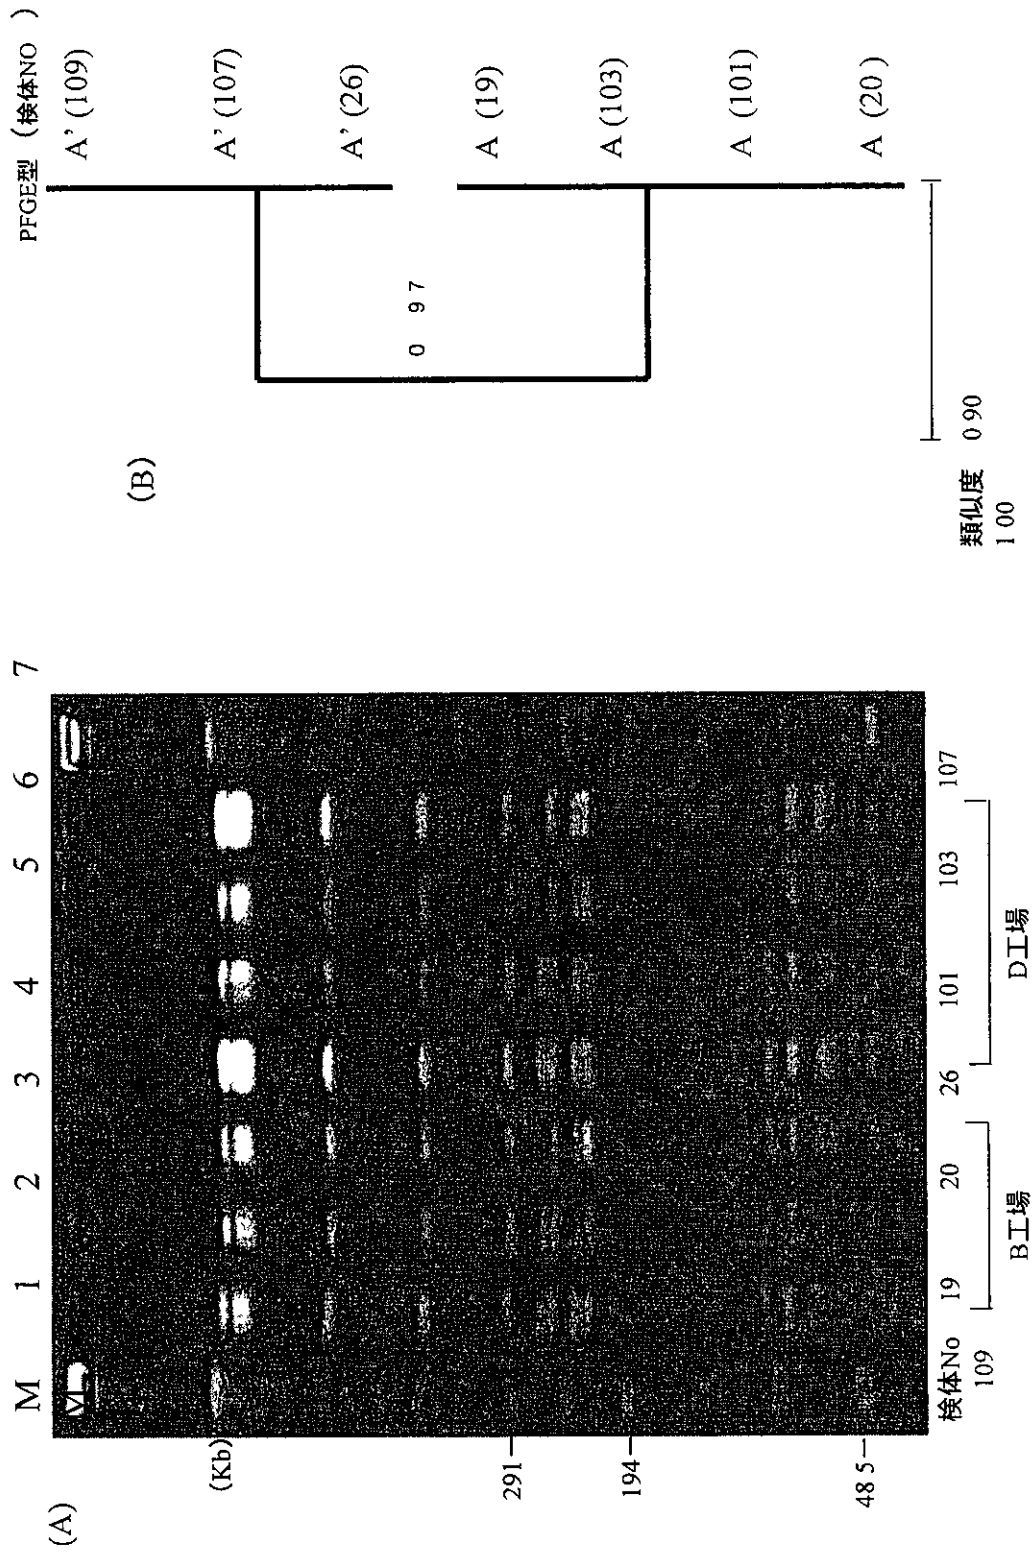 (A)
M 1 2 3 4 5 6 7
(Kb)
291
194
48 5
検体No 19 20 26 101 103 107
109
B工場 D工場
(B)
PFGE型 (検体NO )
A' (109)
A' (107)
A' (26)
A (19)
A (103)
A (101)
A (20 )
0 97
類似度 0 90
1 00